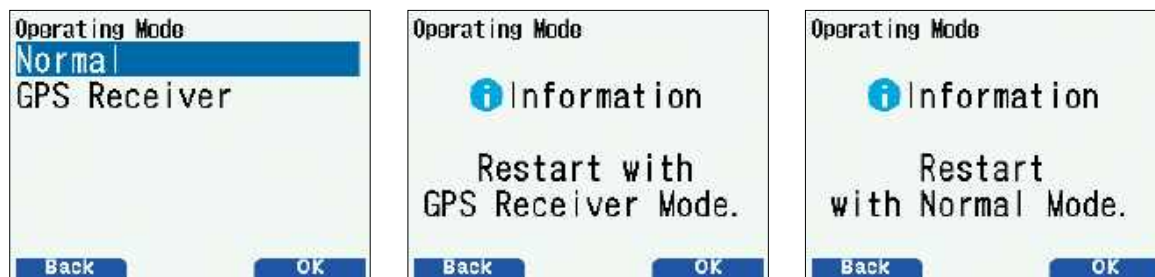 Operating Mode
Normal
GPS Receiver
Back OK
Operating Mode
Information
Restart with
GPS Receiver Mode.
Back OK
Operating Mode
Information
Restart
with Normal Mode.
Back OK